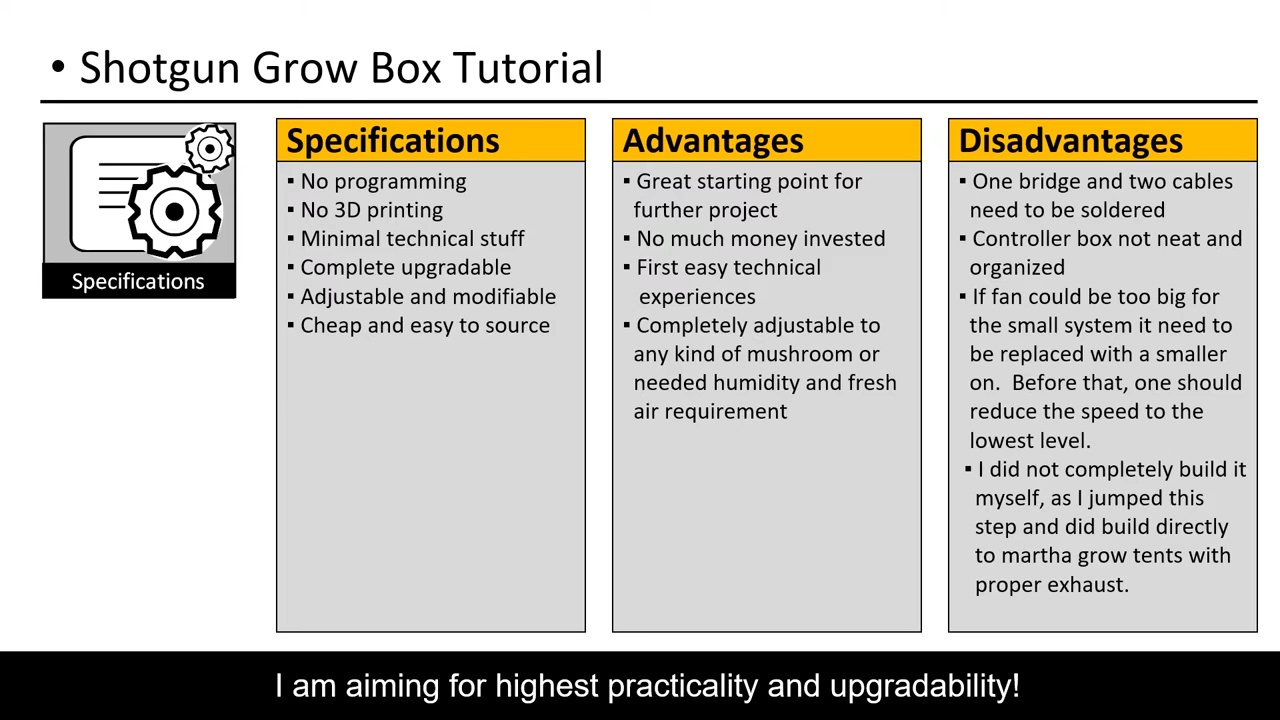 • Shotgun Grow Box Tutorial
Specifications
Specifications
▪ No programming
▪ No 3D printing
▪ Minimal technical stuff
▪ Complete upgradable
▪ Adjustable and modifiable
▪ Cheap and easy to source
Advantages
▪ Great starting point for
further project
▪ No much money invested
▪ First easy technical
experiences
▪ Completely adjustable to
any kind of mushroom or
needed humidity and fresh
air requirement
Disadvantages
▪ One bridge and two cables
need to be soldered
▪ Controller box not neat and
organized
▪ If fan could be too big for
the small system it need to
be replaced with a smaller
on.  Before that, one should
reduce the speed to the
lowest level.
▪ I did not completely build it
myself, as I jumped this
step and did build directly
to martha grow tents with
proper exhaust.
I am aiming for highest practicality and upgradability!